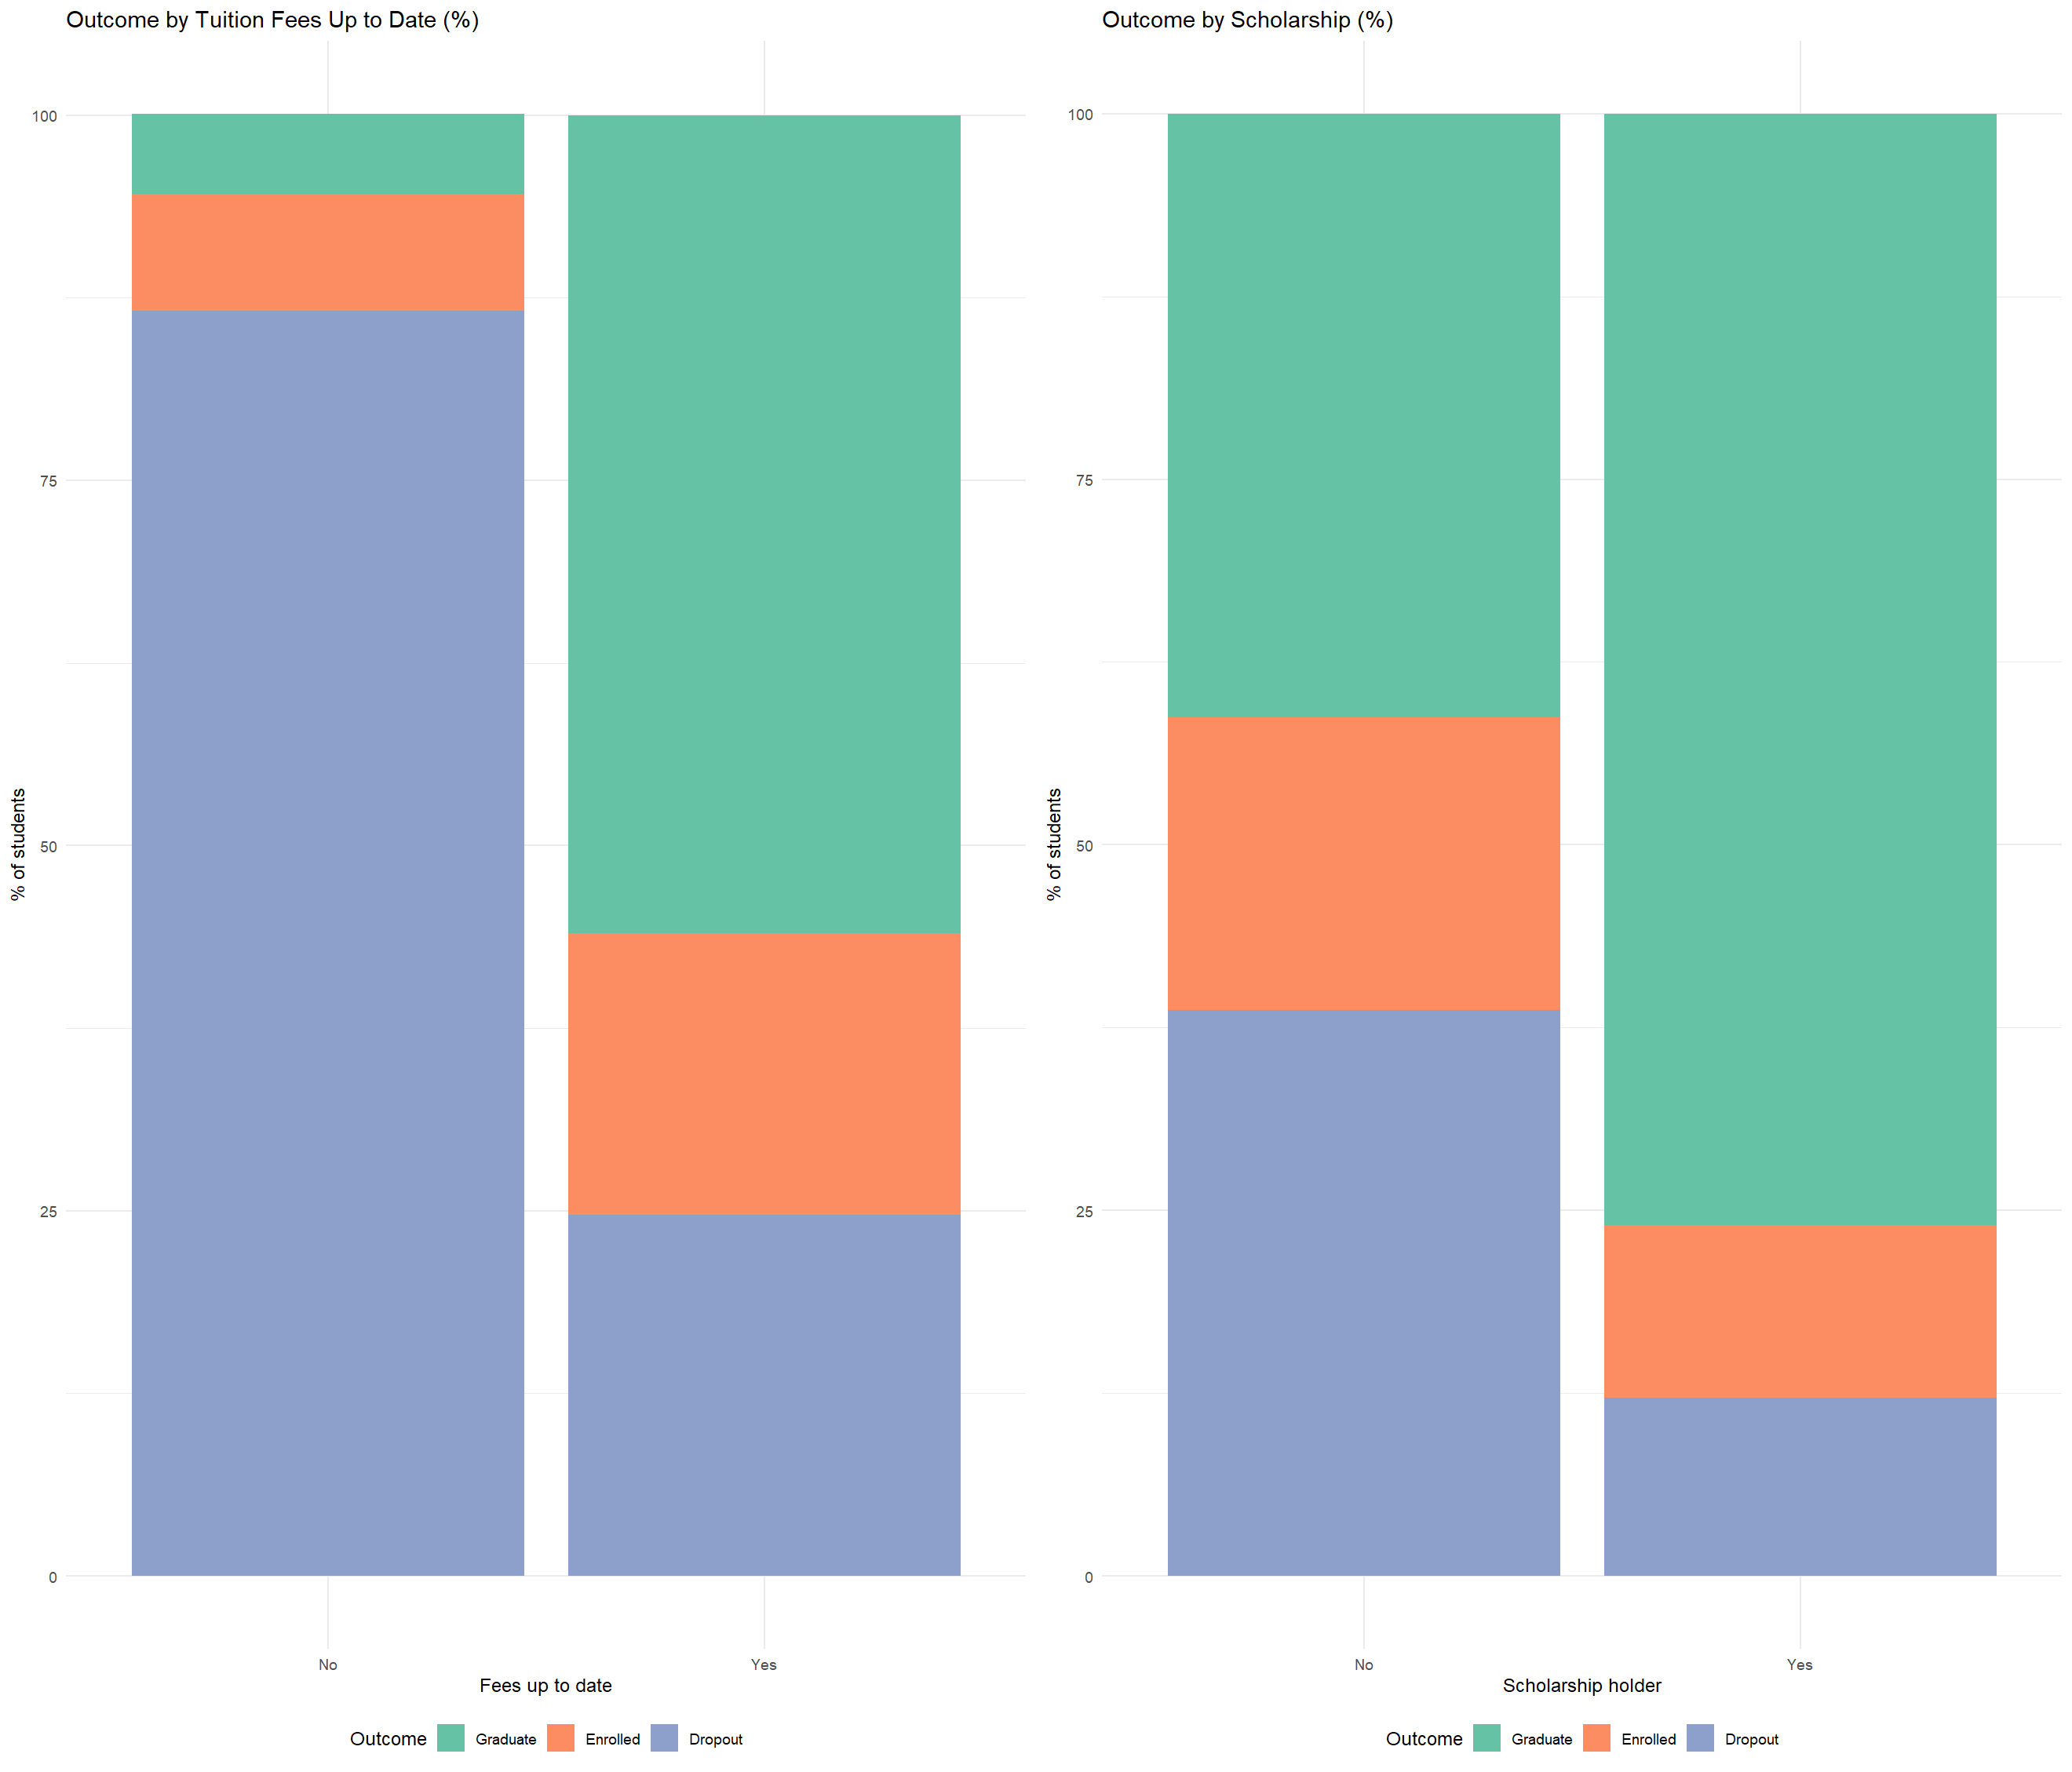 Outcome by Tuition Fees Up to Date (%)
100
75
50
25
0
% of students
No Yes
Fees up to date
Outcome Graduate Enrolled Dropout
Outcome by Scholarship (%)
100
75
50
25
0
% of students
No Yes
Scholarship holder
Outcome Graduate Enrolled Dropout